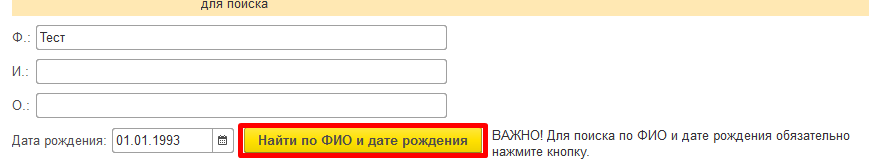 для поиска
Ф.: Тест
И.:
О.:
Дата рождения: 01.01.1993 Найти по ФИО и дате рождения ВАЖНО! Для поиска по ФИО и дате рождения обязательно
нажмите кнопку.